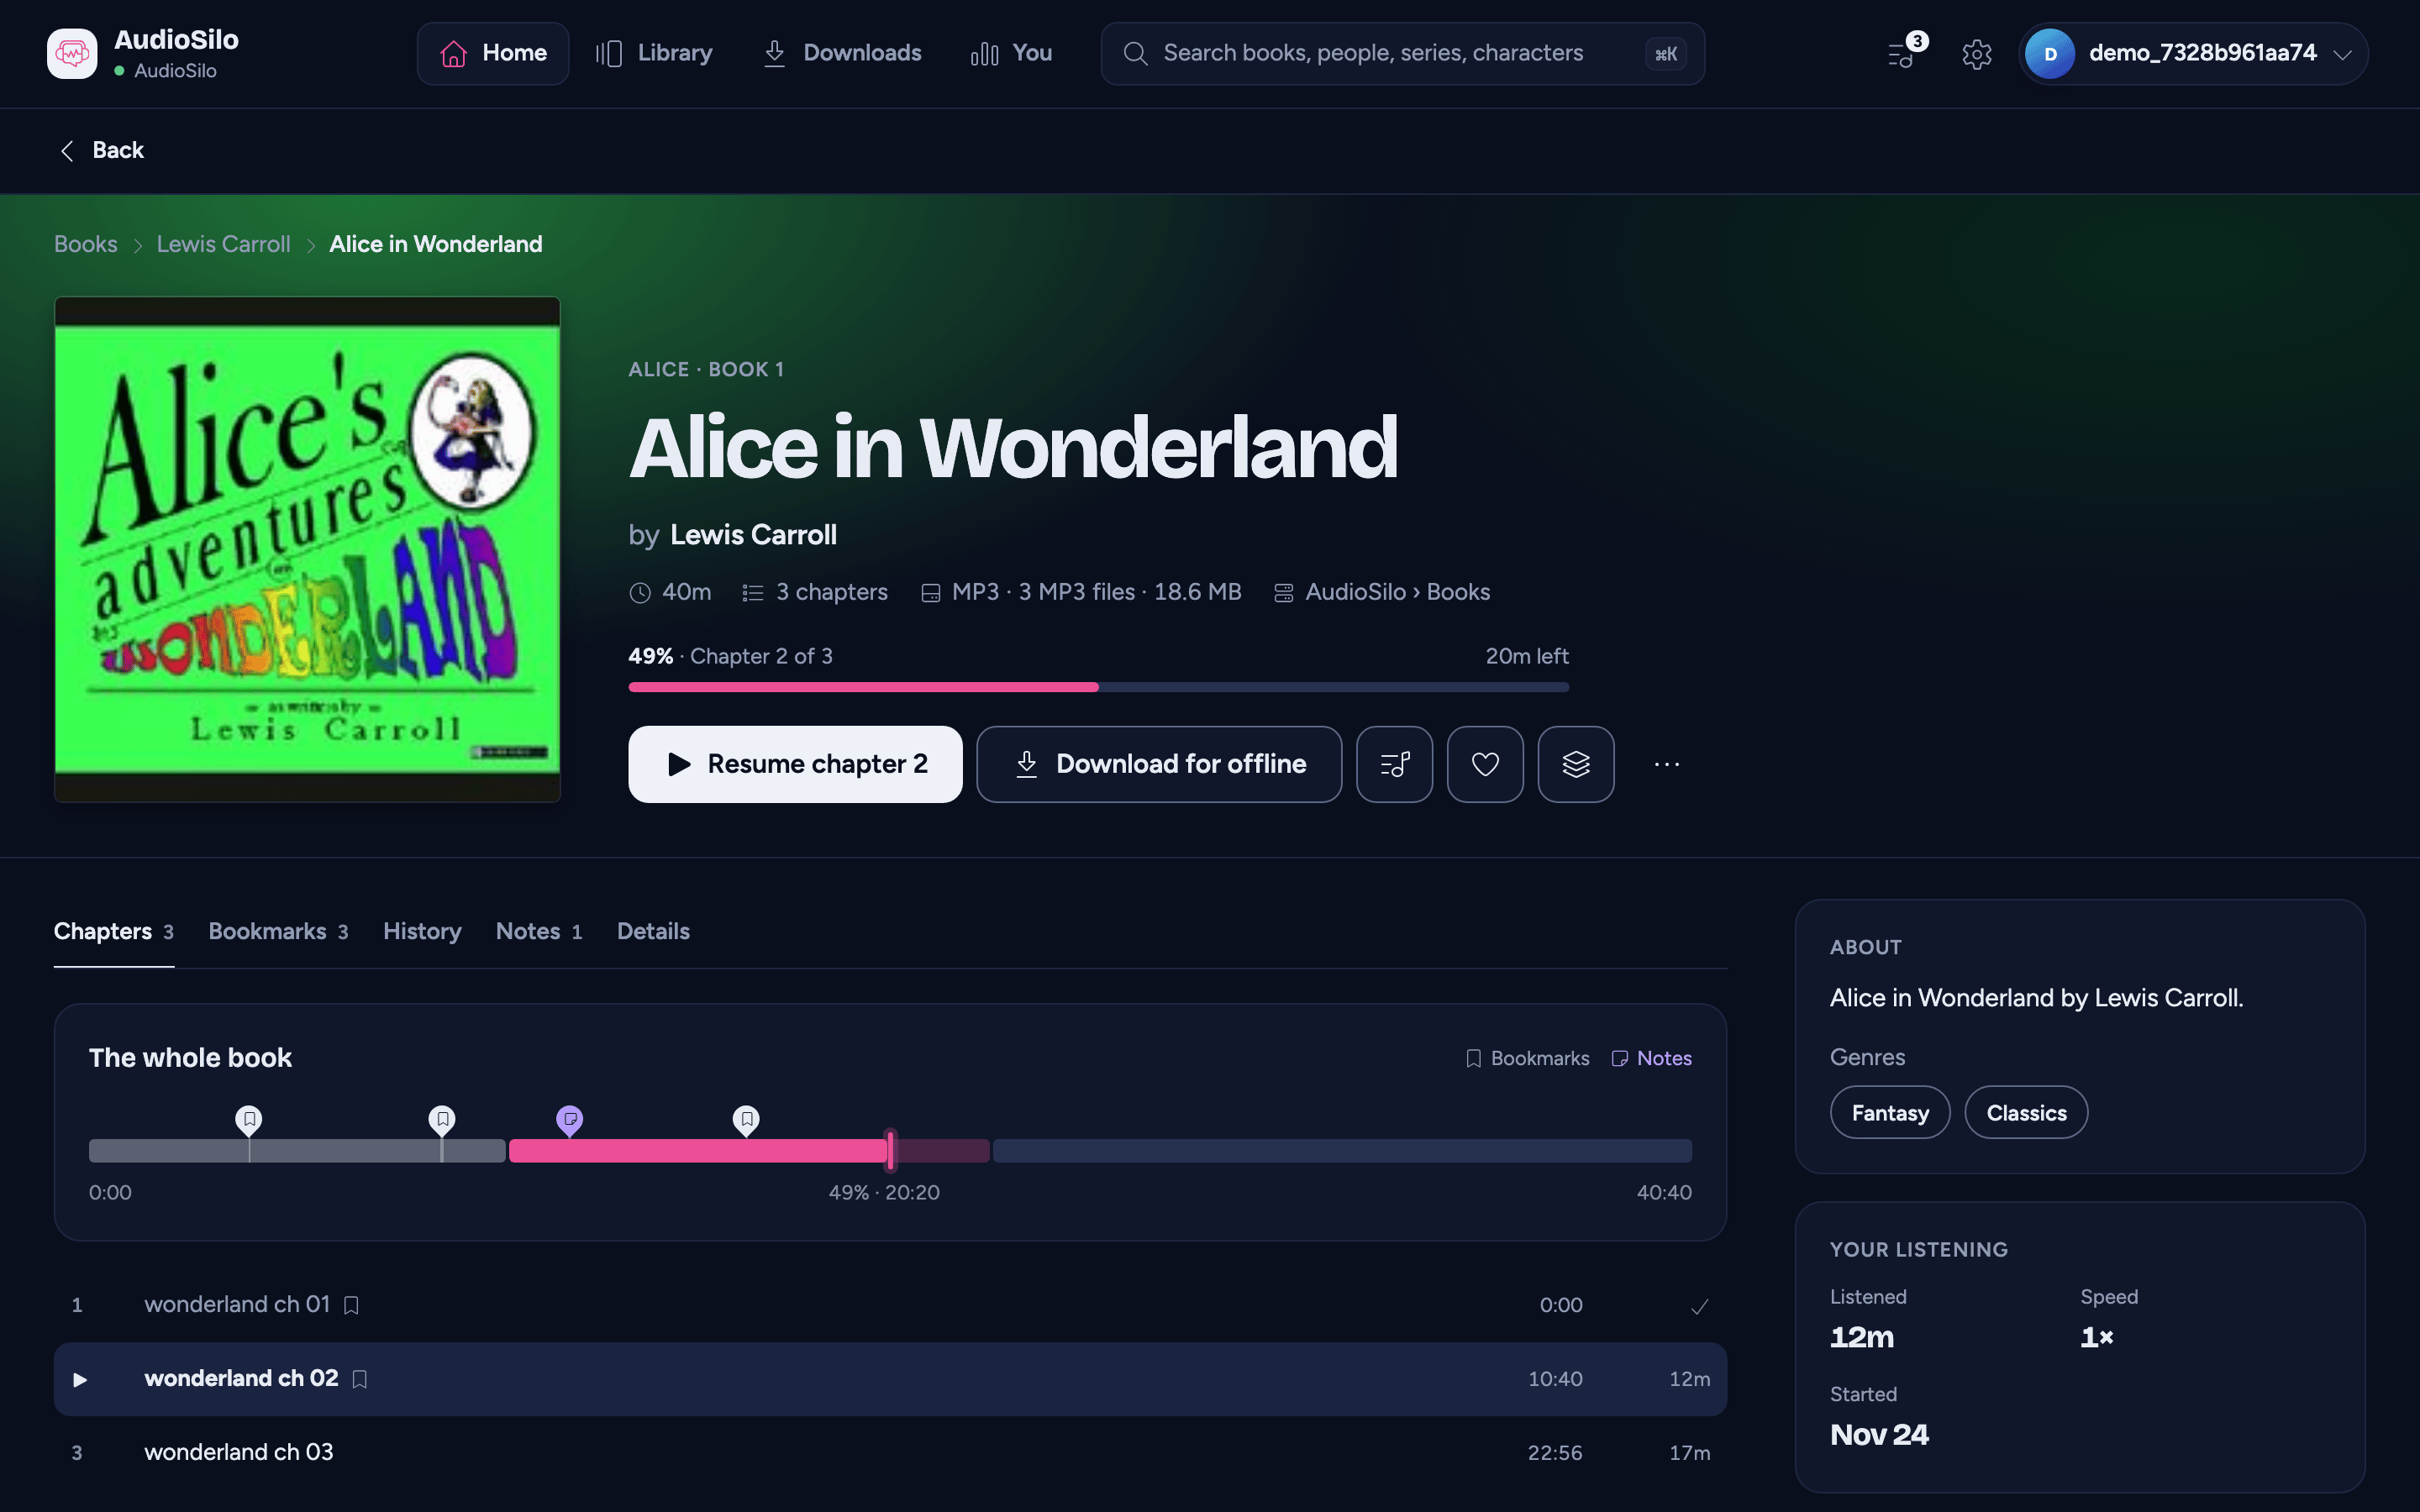 AudioSilo
AudioSilo
Home
Library
Downloads
You
Search books, people, series, characters
⌘K
3
D
demo_7328b961aa74
Back
Books > Lewis Carroll > Alice in Wonderland
Alice's
adventures
in
WONDERLAND
as written by
Lewis Carroll
ALICE · BOOK 1
Alice in Wonderland
by Lewis Carroll
40m
3 chapters
MP3 · 3 MP3 files · 18.6 MB
AudioSilo › Books
49% · Chapter 2 of 3
20m left
Resume chapter 2
Download for offline
Chapters 3
Bookmarks 3
History
Notes 1
Details
The whole book
Bookmarks
Notes
0:00
49% · 20:20
40:40
1 wonderland ch 01 0:00
wonderland ch 02 10:40 12m
3 wonderland ch 03 22:56 17m
ABOUT
Alice in Wonderland by Lewis Carroll.
Genres
Fantasy
Classics
YOUR LISTENING
Listened
Speed
12m
1×
Started
Nov 24